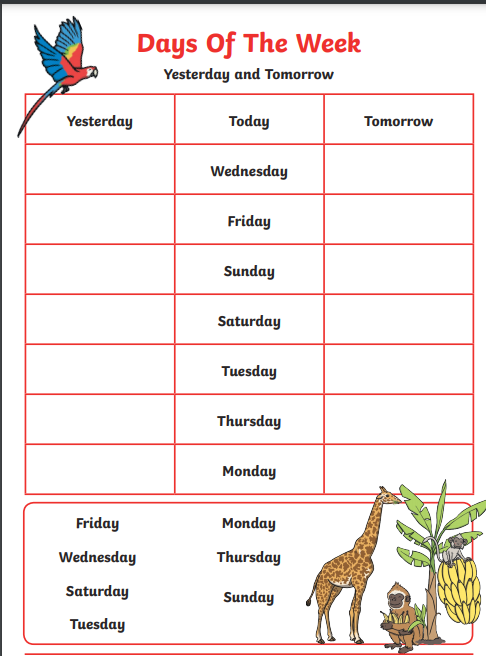 Days Of The Week
Yesterday and Tomorrow
Yesterday Today Tomorrow
Wednesday
Friday
Sunday
Saturday
Tuesday
Thursday
Monday
Friday Monday
Wednesday Thursday
Saturday Sunday
Tuesday